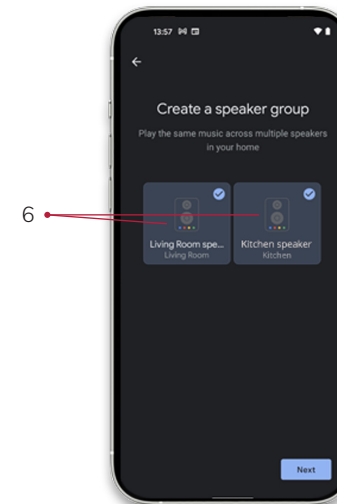 13:57
Create a speaker group
Play the same music across multiple speakers
in your home
6
Living Room spe...
Living Room
Kitchen speaker
Kitchen
Next